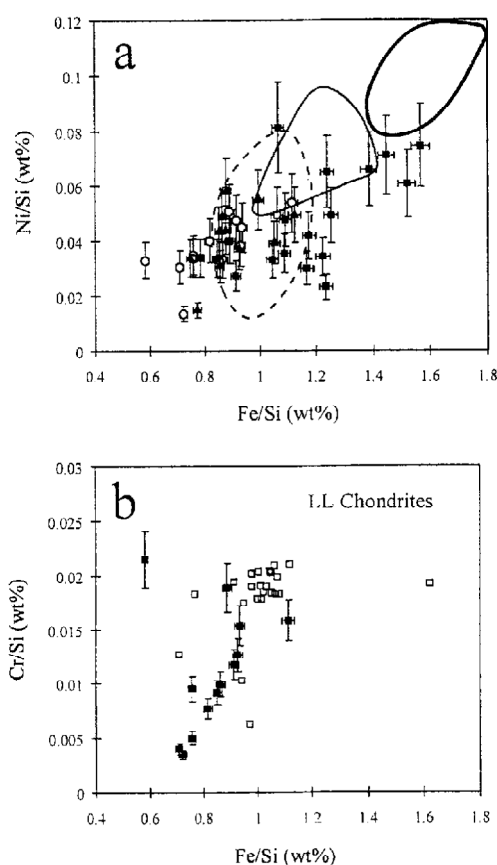 a
0.12
0.1
0.08
0.06
0.04
0.02
0
Ni/Si (wt%)
0.4 0.6 0.8 1 1.2 1.4 1.6 1.8
Fe/Si (wt%)
b
LL Chondrites
0.03
0.025
0.02
0.015
0.01
0.005
0
Cr/Si (wt%)
0.4 0.6 0.8 1 1.2 1.4 1.6 1.8
Fe/Si (wt%)